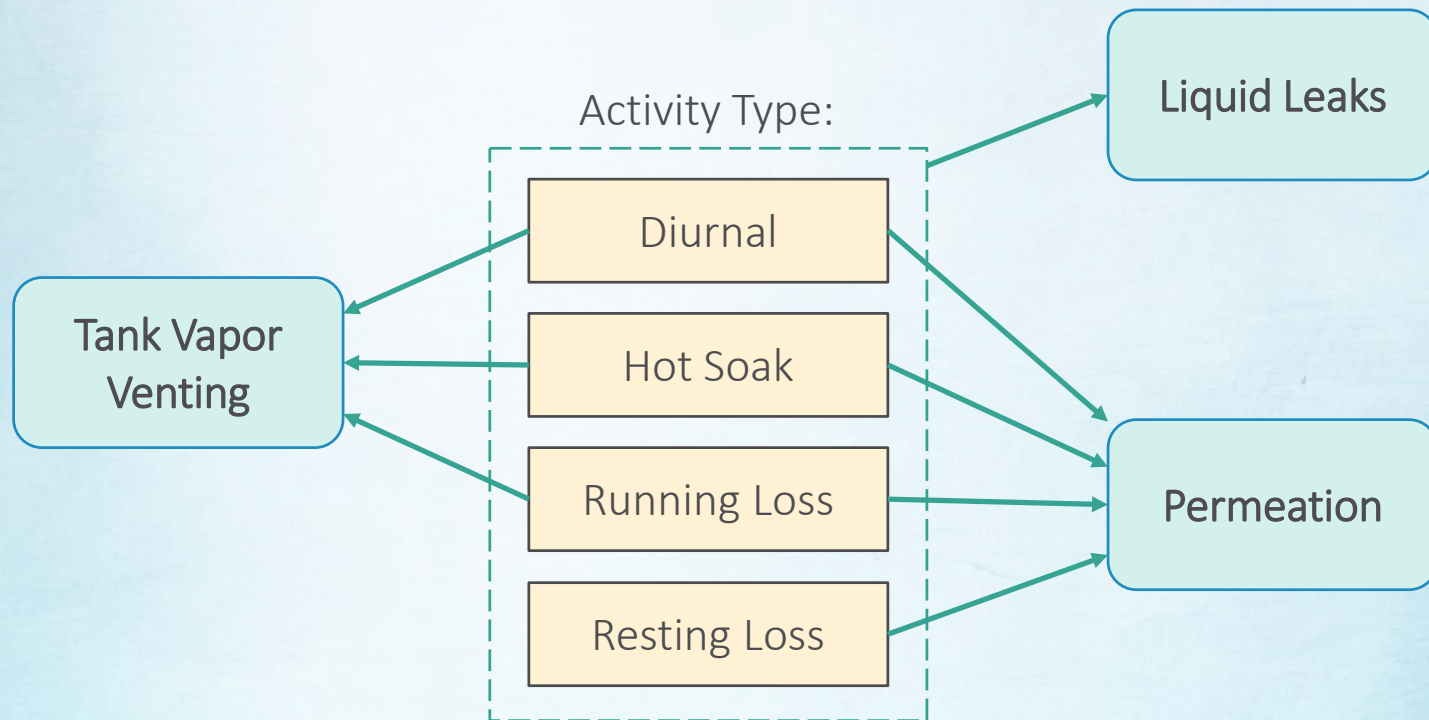 Liquid Leaks
Activity Type:
Diurnal
Tank Vapor
Venting
Hot Soak
Running Loss
Permeation
Resting Loss